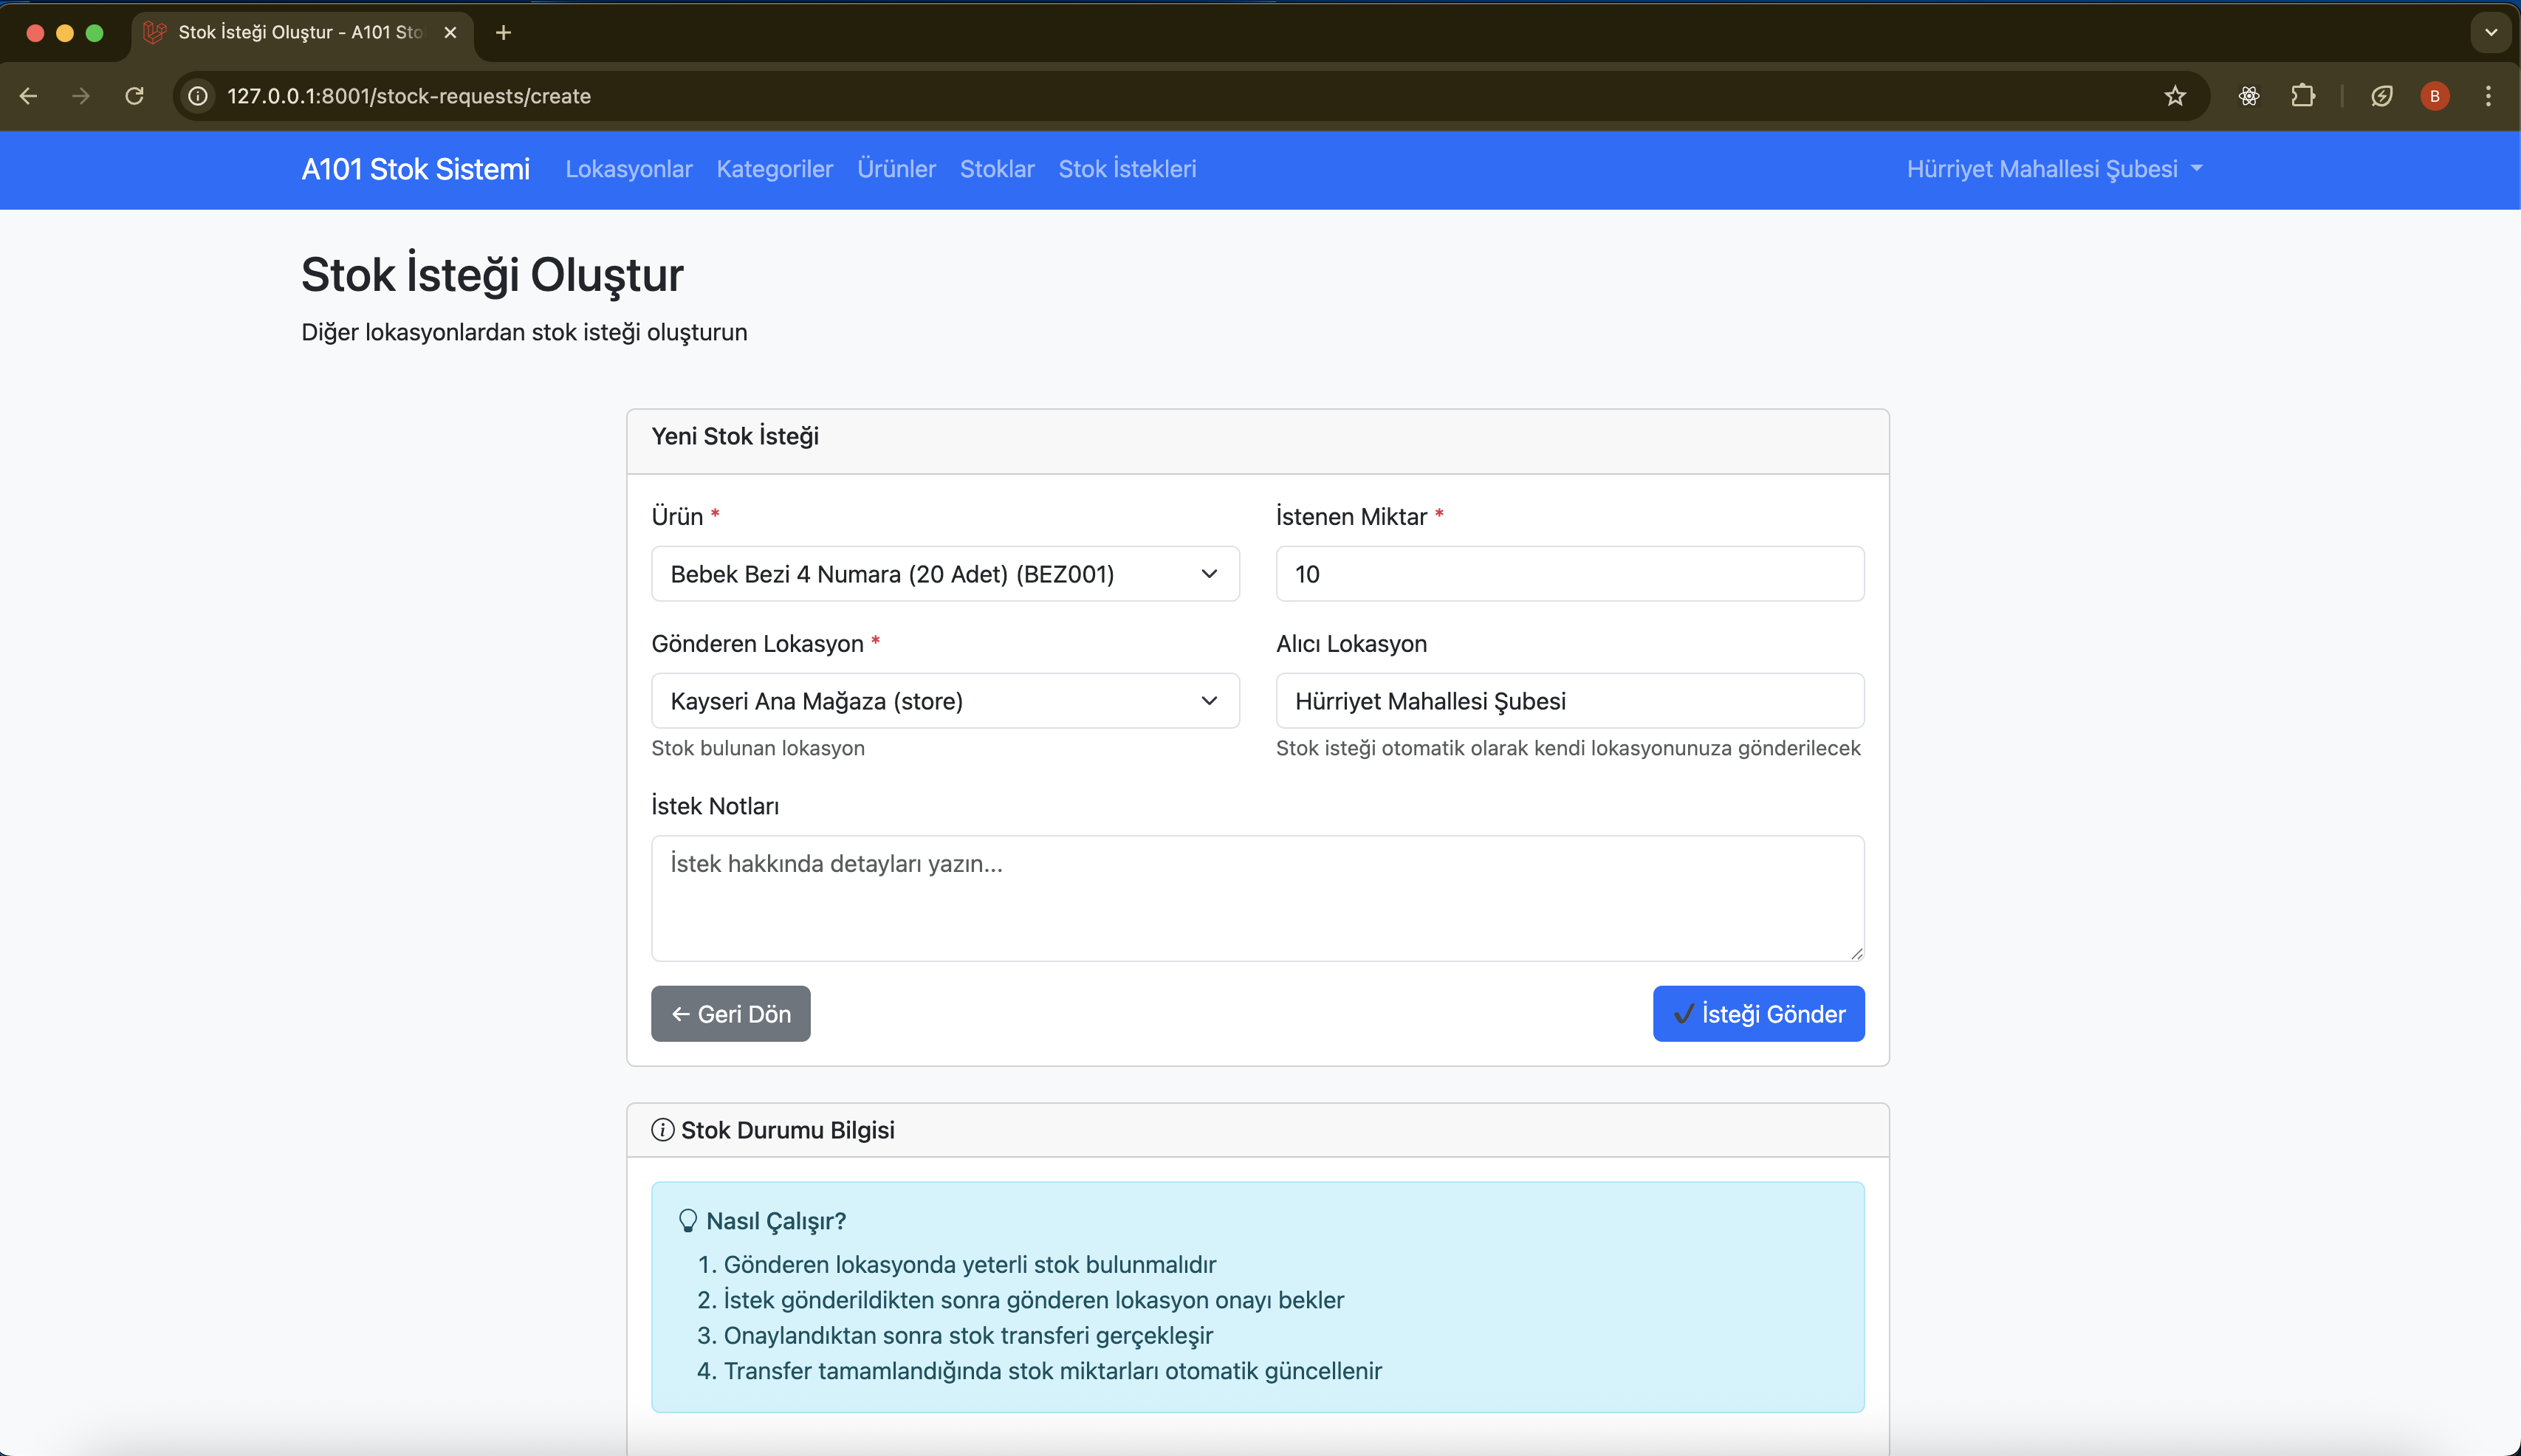 Stok İsteği Oluştur - A101 Sto
127.0.0.1:8001/stock-requests/create
B
A101 Stok Sistemi Lokasyonlar Kategoriler Ürünler Stoklar Stok İstekleri Hürriyet Mahallesi Şubesi
Stok İsteği Oluştur
Diğer lokasyonlardan stok isteği oluşturun
Yeni Stok İsteği
Ürün * İstenen Miktar *
Bebek Bezi 4 Numara (20 Adet) (BEZ001) 10
Gönderen Lokasyon * Alıcı Lokasyon
Kayseri Ana Mağaza (store) Hürriyet Mahallesi Şubesi
Stok bulunan lokasyon Stok isteği otomatik olarak kendi lokasyonunuza gönderilecek
İstek Notları
İstek hakkında detayları yazın...
← Geri Dön ✔ İsteği Gönder
Stok Durumu Bilgisi
Nasıl Çalışır?
1. Gönderen lokasyonda yeterli stok bulunmalıdır
2. İstek gönderildikten sonra gönderen lokasyon onayı bekler
3. Onaylandıktan sonra stok transferi gerçekleşir
4. Transfer tamamlandığında stok miktarları otomatik güncellenir